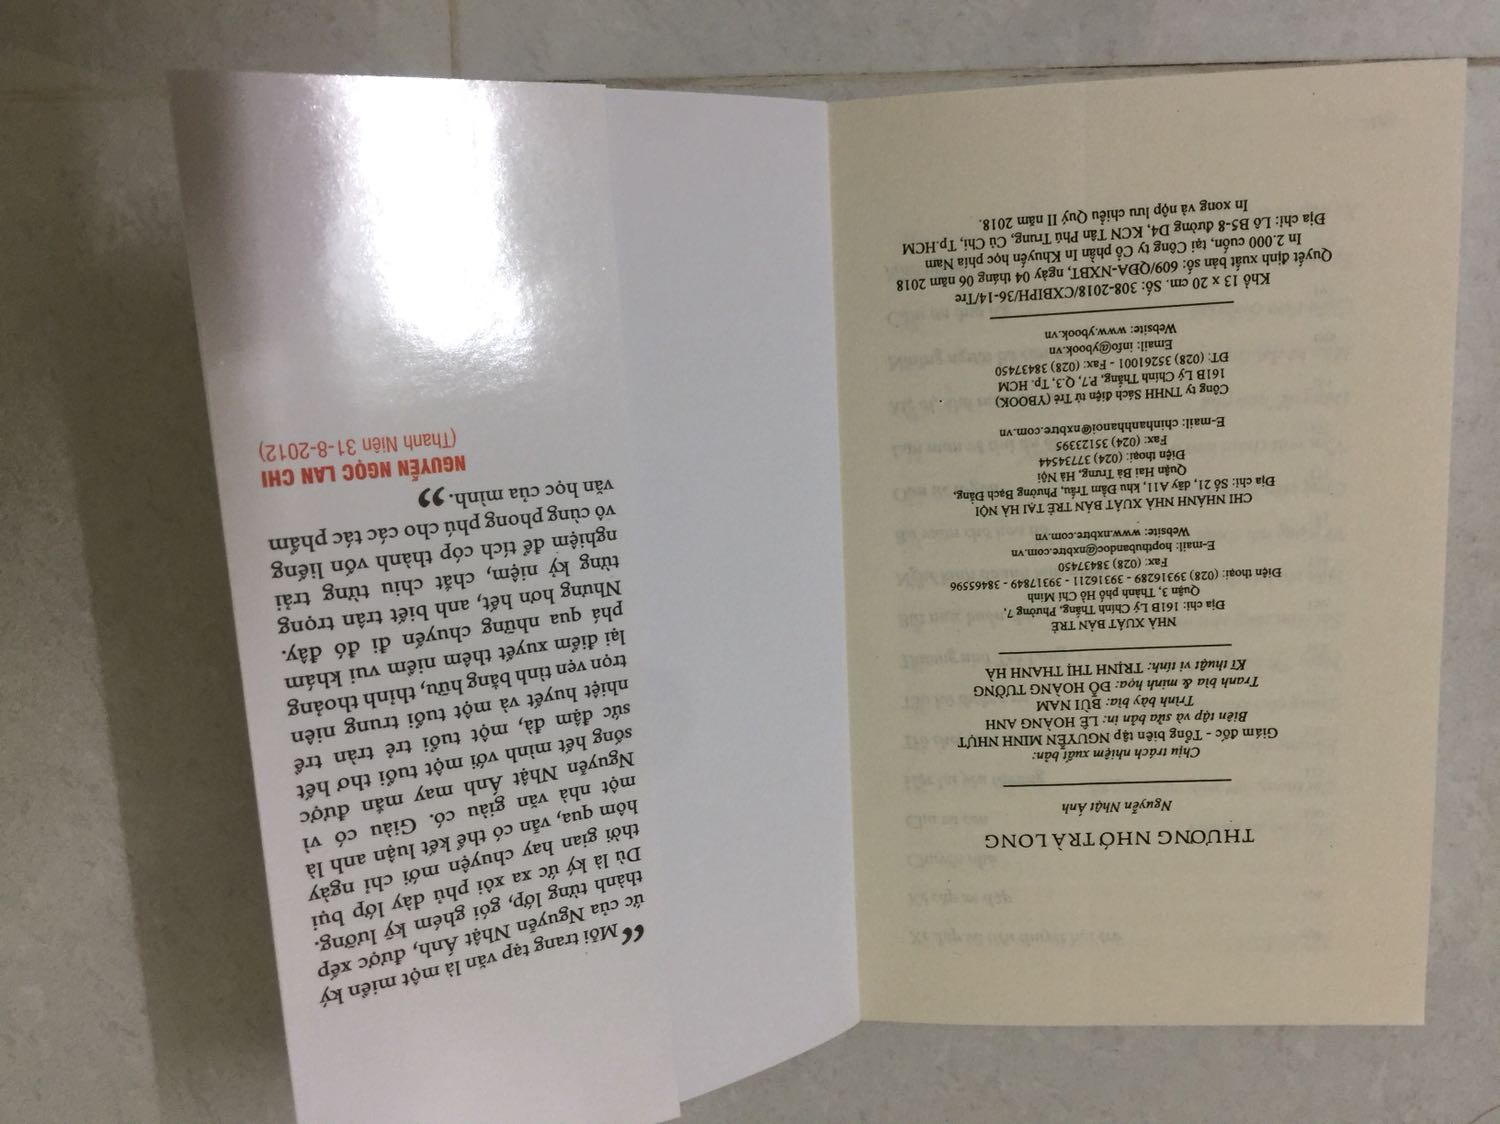 THƯƠNG NHỚ TRÀ LONG
Nguyễn Nhật Ánh
Chịu trách nhiệm xuất bản:
Giám đốc - Tổng biên tập NGUYỄN MINH NHỰT
Biên tập và sửa bản in: LÊ HOÀNG ANH
Trình bày bìa: BÙI NAM
Tranh bìa & minh họa: ĐỖ HOÀNG TƯỜNG
Kĩ thuật vi tính: TRỊNH THỊ THANH HÀ
NHÀ XUẤT BẢN TRẺ
Địa chỉ: 161B Lý Chính Thắng, Phường 7,
Quận 3, Thành phố Hồ Chí Minh
Điện thoại: (028) 39316289 - 39316211 - 39317849 - 38465596
Fax: (028) 38437450
E-mail: hopthubandoc@nxbtre.com.vn
Website: www.nxbtre.com.vn
CHI NHÁNH NHÀ XUẤT BẢN TRẺ TẠI HÀ NỘI
Địa chỉ: Số 21, dãy A11, khu Đầm Trấu, Phường Bạch Đằng,
Quận Hai Bà Trưng, Hà Nội
Điện thoại: (024) 37734544
Fax: (024) 35123395
E-mail: chinhanhhanoi@nxbtre.com.vn
Công ty TNHH Sách điện tử Trẻ (YBOOK)
161B Lý Chính Thắng, P.7, Q.3, Tp. HCM
ĐT: (028) 35261001 - Fax: (028) 38437450
Email: info@ybook.vn
Website: www.ybook.vn
Khổ 13 x 20 cm. Số: 308-2018/CXBIPH/36-14/Tre
Quyết định xuất bản số: 609/QĐA-NXBT, ngày 04 tháng 06 năm 2018
In 2.000 cuốn, tại Công ty Cổ phần In Khuyến học phía Nam
Địa chỉ: Lô B5-8 đường D4, KCN Tân Phú Trung, Củ Chi, Tp.HCM
In xong và nộp lưu chiểu Quý II năm 2018.
“Mỗi trang tạp văn là một miền ký
ức của Nguyễn Nhật Ánh, được xếp
thành từng lớp, gói ghém kỹ lưỡng.
Dù là ký ức xa xôi phủ dày lớp bụi
thời gian hay chuyện mới chỉ ngày
hôm qua, vẫn có thể kết luận anh là
một nhà văn giàu có. Giàu có vì
Nguyễn Nhật Ánh may mắn được
sống hết mình với một tuổi thơ hết
sức đậm đà, một tuổi trẻ tràn trề
nhiệt huyết và một tuổi trung niên
trọn vẹn tình bằng hữu, thỉnh thoảng
lại điểm xuyết thêm niềm vui khám
phá qua những chuyến đi đó đây.
Nhưng hơn hết, anh biết trân trọng
từng kỷ niệm, chắt chiu từng trải
nghiệm để tích cóp thành vốn liếng
vô cùng phong phú cho các tác phẩm
văn học của mình.”
NGUYỄN NGỌC LAN CHI
(Thanh Niên 31-8-2012)